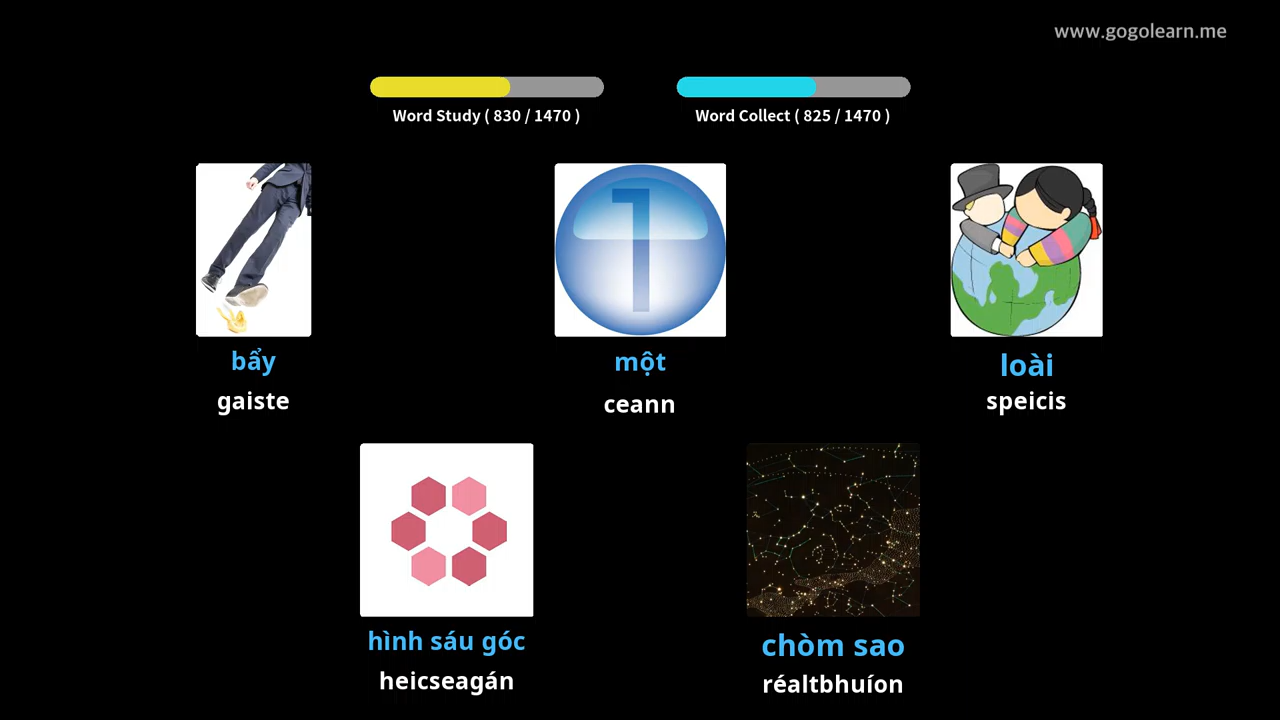 www.gogolearn.me
Word Study ( 830 / 1470 )
Word Collect ( 825 / 1470 )
1
bẩy
gaiste
một
ceann
loài
speicis
hình sáu góc
heicseagán
chòm sao
réaltbhuíon